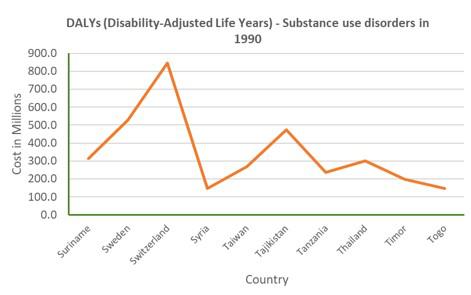 DALYs (Disability-Adjusted Life Years) - Substance use disorders in
1990
900.0
800.0
700.0
600.0
500.0
400.0
300.0
200.0
100.0
0.0
Cost in Millions
Suriname
Sweden
Switzerland
Syria
Taiwan
Tajikistan
Tanzania
Thailand
Timor
Togo
Country